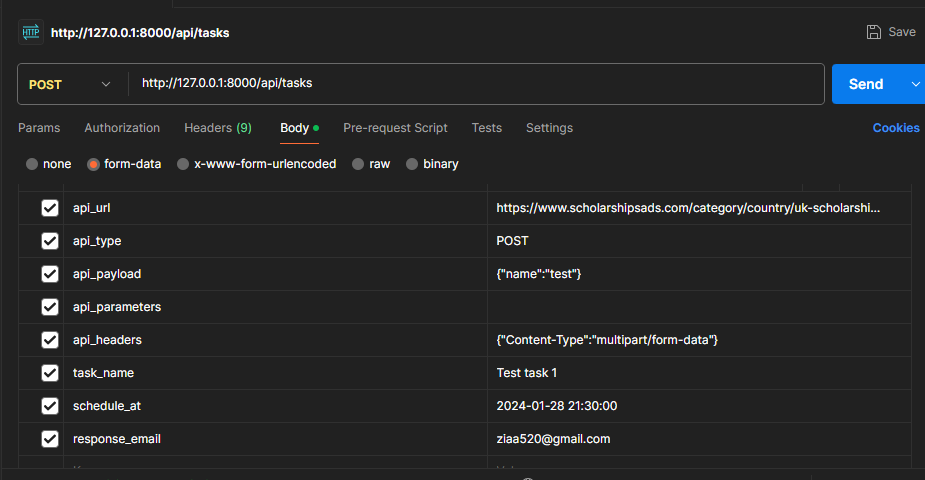 HTTP http://127.0.0.1:8000/api/tasks Save
POST http://127.0.0.1:8000/api/tasks Send
Params Authorization Headers (9) Body Pre-request Script Tests Settings Cookies
none form-data x-www-form-urlencoded raw binary
api_url https://www.scholarshipsads.com/category/country/uk-scholarshi...
api_type POST
api_payload {"name":"test"}
api_parameters
api_headers {"Content-Type":"multipart/form-data"}
task_name Test task 1
schedule_at 2024-01-28 21:30:00
response_email ziaa520@gmail.com